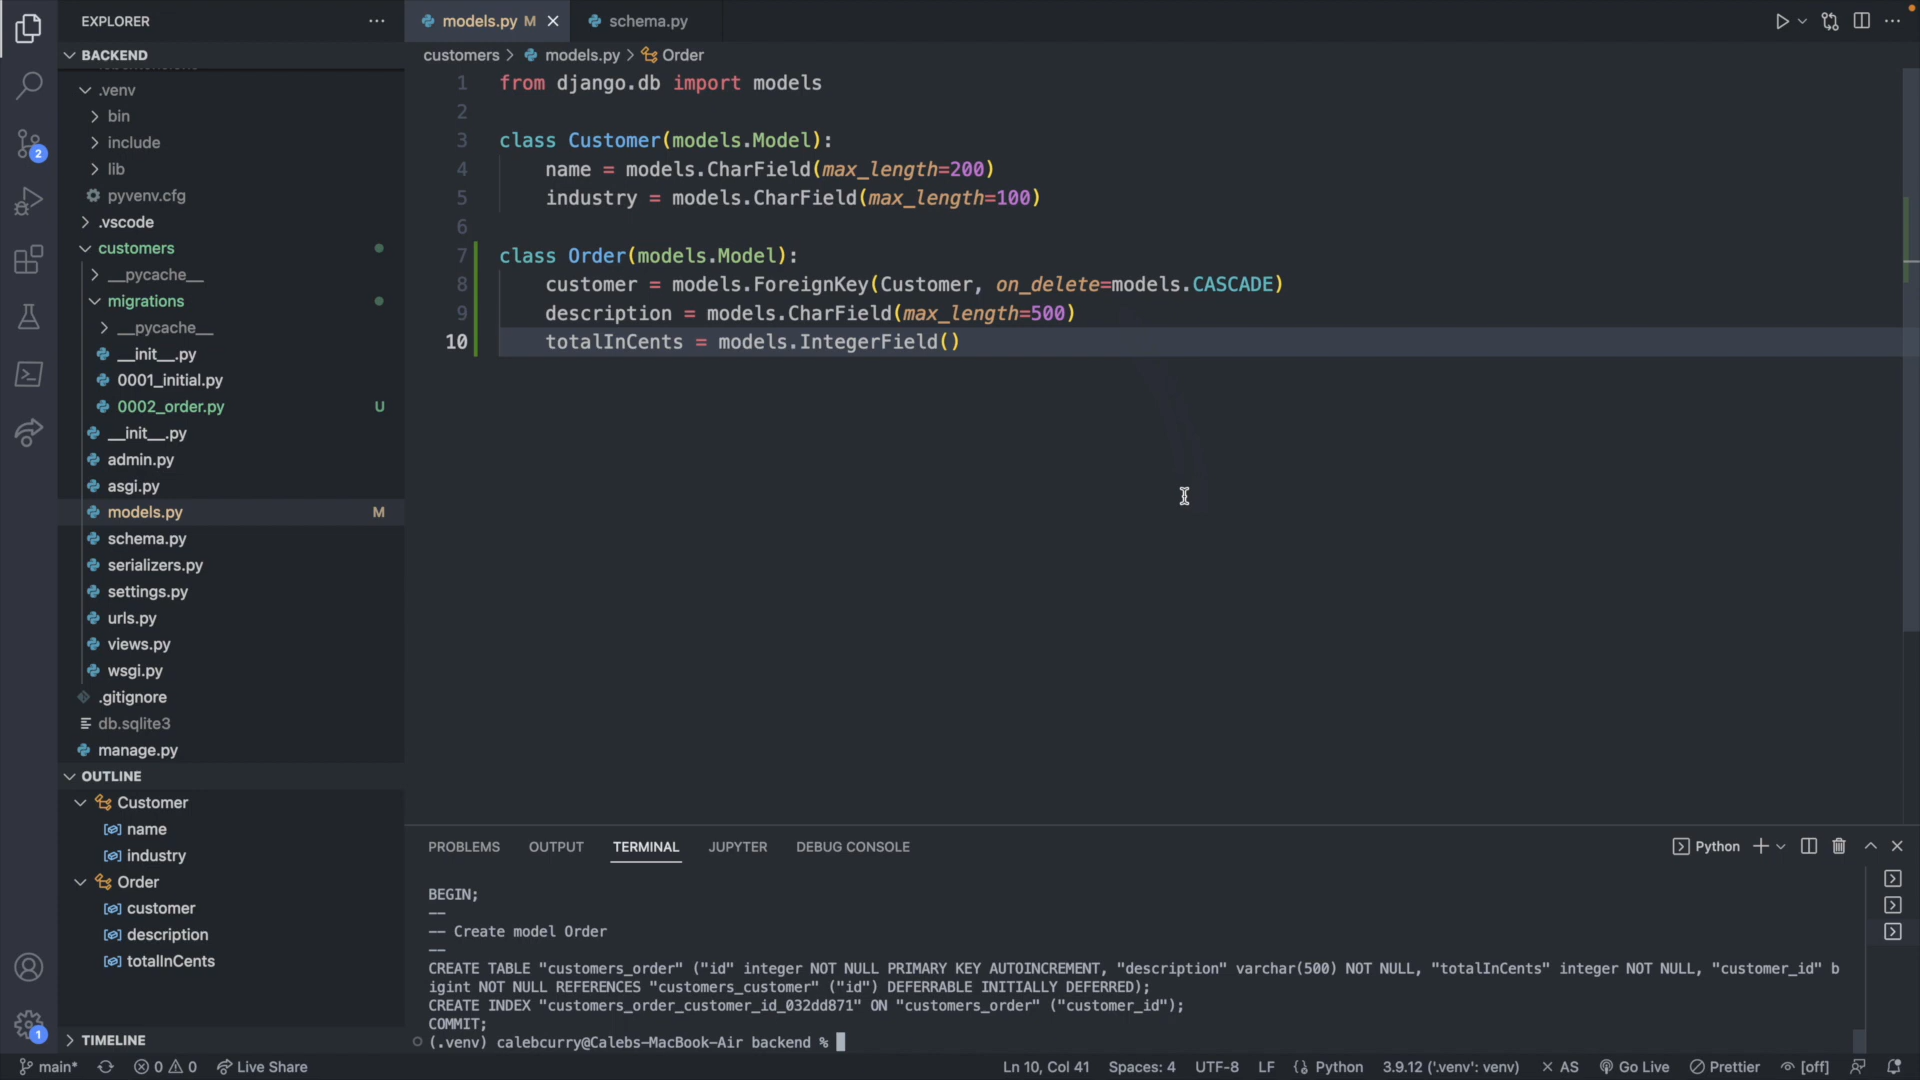 EXPLORER
BACKEND
.venv
bin
include
lib
pyvenv.cfg
.vscode
customers
__pycache__
migrations
__pycache__
__init__.py
0001_initial.py
0002_order.py U
__init__.py
admin.py
asgi.py
models.py M
schema.py
serializers.py
settings.py
urls.py
views.py
wsgi.py
.gitignore
db.sqlite3
manage.py
OUTLINE
Customer
name
industry
Order
customer
description
totalInCents
TIMELINE
2
1
models.py M
schema.py
customers > models.py > Order
1 from django.db import models
2
3 class Customer(models.Model):
4 name = models.CharField(max_length=200)
5 industry = models.CharField(max_length=100)
6
7 class Order(models.Model):
8 customer = models.ForeignKey(Customer, on_delete=models.CASCADE)
9 description = models.CharField(max_length=500)
10 totalInCents = models.IntegerField()
PROBLEMS OUTPUT TERMINAL JUPYTER DEBUG CONSOLE
Python
BEGIN;
--
-- Create model Order
--
CREATE TABLE "customers_order" ("id" integer NOT NULL PRIMARY KEY AUTOINCREMENT, "description" varchar(500) NOT NULL, "totalInCents" integer NOT NULL, "customer_id" b
igint NOT NULL REFERENCES "customers_customer" ("id") DEFERRABLE INITIALLY DEFERRED);
CREATE INDEX "customers_order_customer_id_032dd871" ON "customers_order" ("customer_id");
COMMIT;
(.venv) calebcurry@Calebs-MacBook-Air backend %
main* 0 0 Live Share Ln 10, Col 41 Spaces: 4 UTF-8 LF Python 3.9.12 ('.venv': venv) AS Go Live Prettier [off]